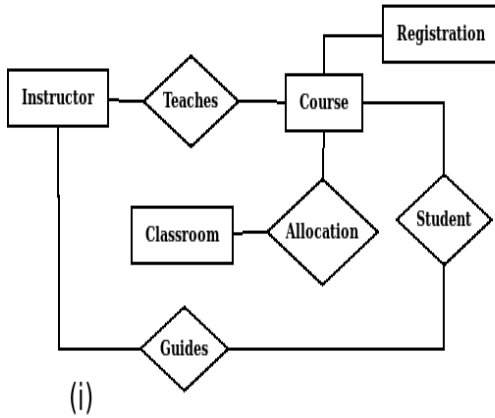 Registration
Instructor
Teaches
Course
Classroom
Allocation
Student
Guides
(i)